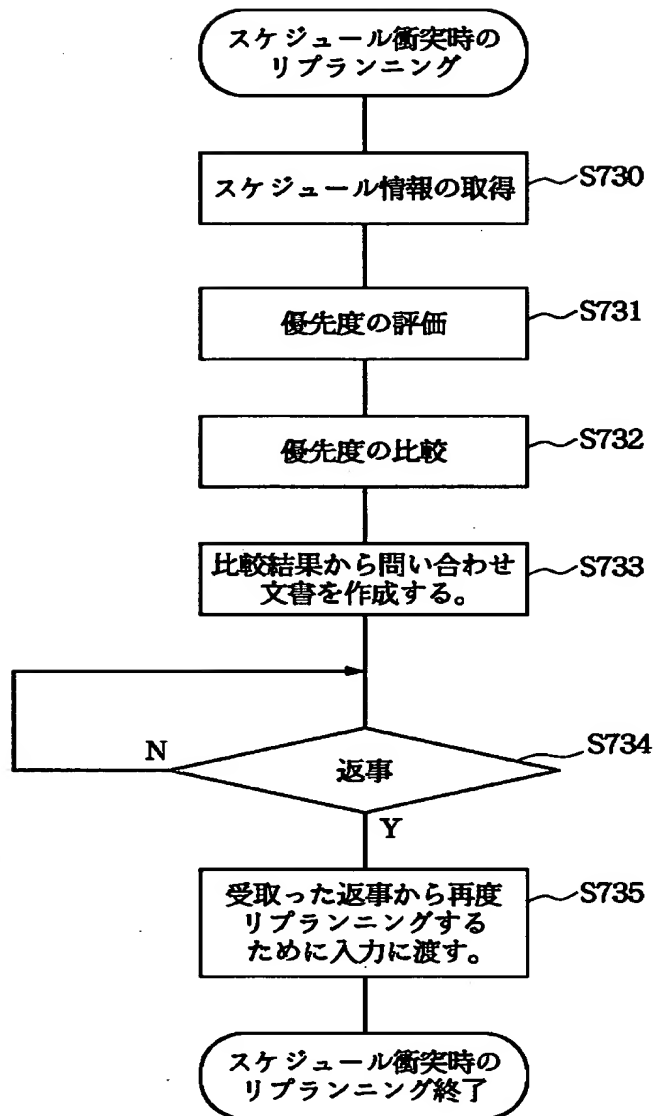 スケジュール衝突時の
リプランニング
スケジュール情報の取得
S730
優先度の評価
S731
優先度の比較
S732
比較結果から問い合わせ
文書を作成する。
S733
返事
S734
N
Y
受取った返事から再度
リプランニングする
ために入力に渡す。
S735
スケジュール衝突時の
リプランニング終了